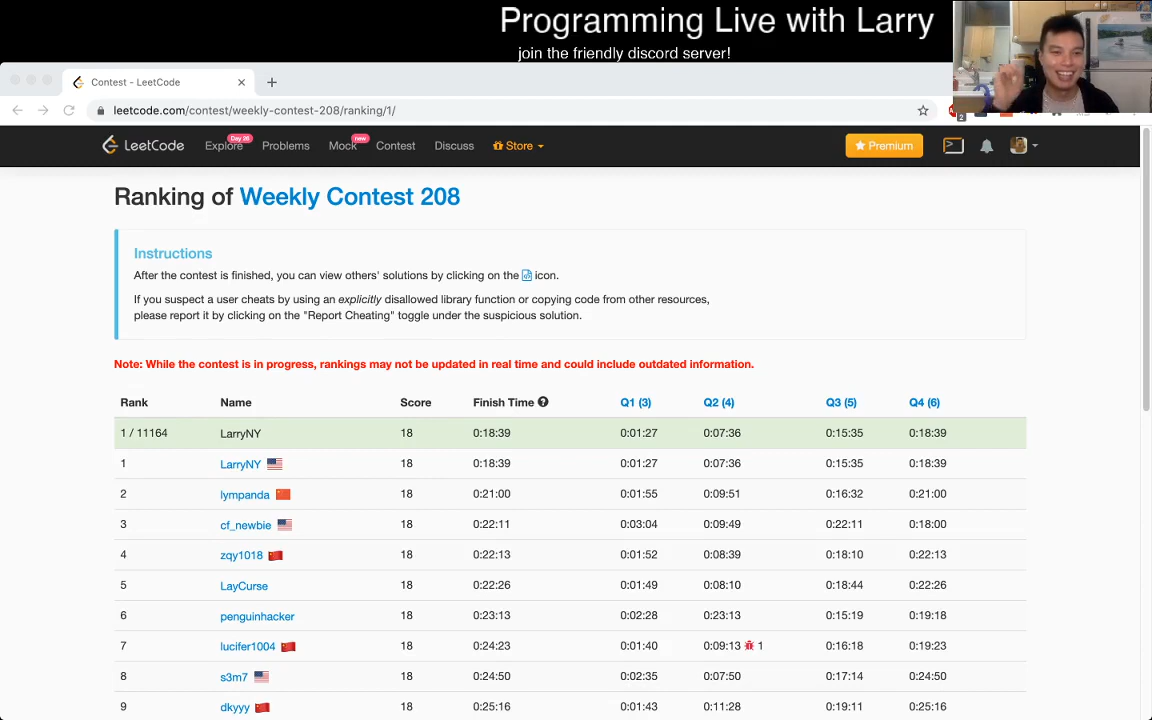 Programming Live with Larry
join the friendly discord server!
Contest - LeetCode
leetcode.com/contest/weekly-contest-208/ranking/1/
2
LeetCode Explore Day 26 Problems Mock new Contest Discuss Store Premium
Ranking of Weekly Contest 208
Instructions
After the contest is finished, you can view others' solutions by clicking on the icon.
If you suspect a user cheats by using an explicitly disallowed library function or copying code from other resources,
please report it by clicking on the "Report Cheating" toggle under the suspicious solution.
Note: While the contest is in progress, rankings may not be updated in real time and could include outdated information.
Rank Name Score Finish Time Q1 (3) Q2 (4) Q3 (5) Q4 (6)
1 / 11164 LarryNY 18 0:18:39 0:01:27 0:07:36 0:15:35 0:18:39
1 LarryNY 18 0:18:39 0:01:27 0:07:36 0:15:35 0:18:39
2 lympanda 18 0:21:00 0:01:55 0:09:51 0:16:32 0:21:00
3 cf_newbie 18 0:22:11 0:03:04 0:09:49 0:22:11 0:18:00
4 zqy1018 18 0:22:13 0:01:52 0:08:39 0:18:10 0:22:13
5 LayCurse 18 0:22:26 0:01:49 0:08:10 0:18:44 0:22:26
6 penguinhacker 18 0:23:13 0:02:28 0:23:13 0:15:19 0:19:18
7 lucifer1004 18 0:24:23 0:01:40 0:09:13 1 0:16:18 0:19:23
8 s3m7 18 0:24:50 0:02:35 0:07:50 0:17:14 0:24:50
9 dkyyy 18 0:25:16 0:01:43 0:11:28 0:19:11 0:25:16